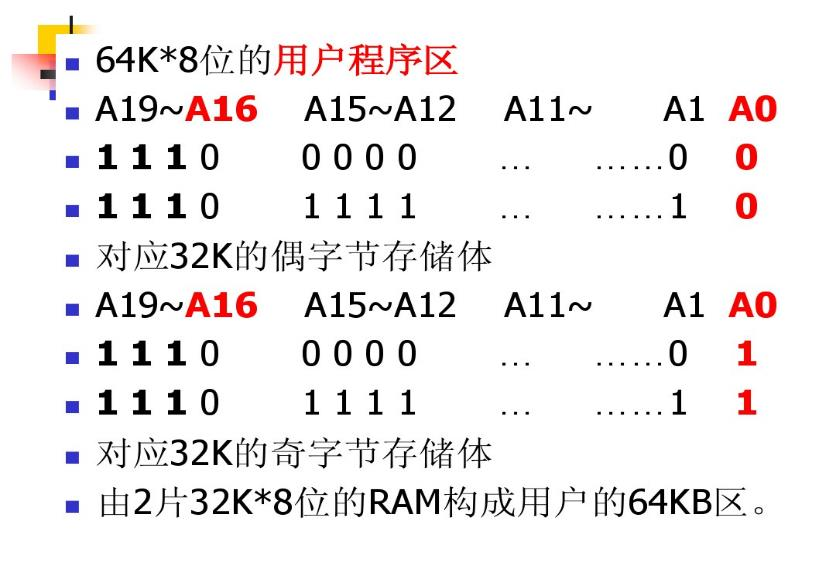 64K*8位的用户程序区
A19~A16 A15~A12 A11~ A1 A0
1 1 1 0 0 0 0 0 … ……0 0
1 1 1 0 1 1 1 1 … ……1 0
对应32K的偶字节存储体
A19~A16 A15~A12 A11~ A1 A0
1 1 1 0 0 0 0 0 … ……0 1
1 1 1 0 1 1 1 1 … ……1 1
对应32K的奇字节存储体
由2片32K*8位的RAM构成用户的64KB区。